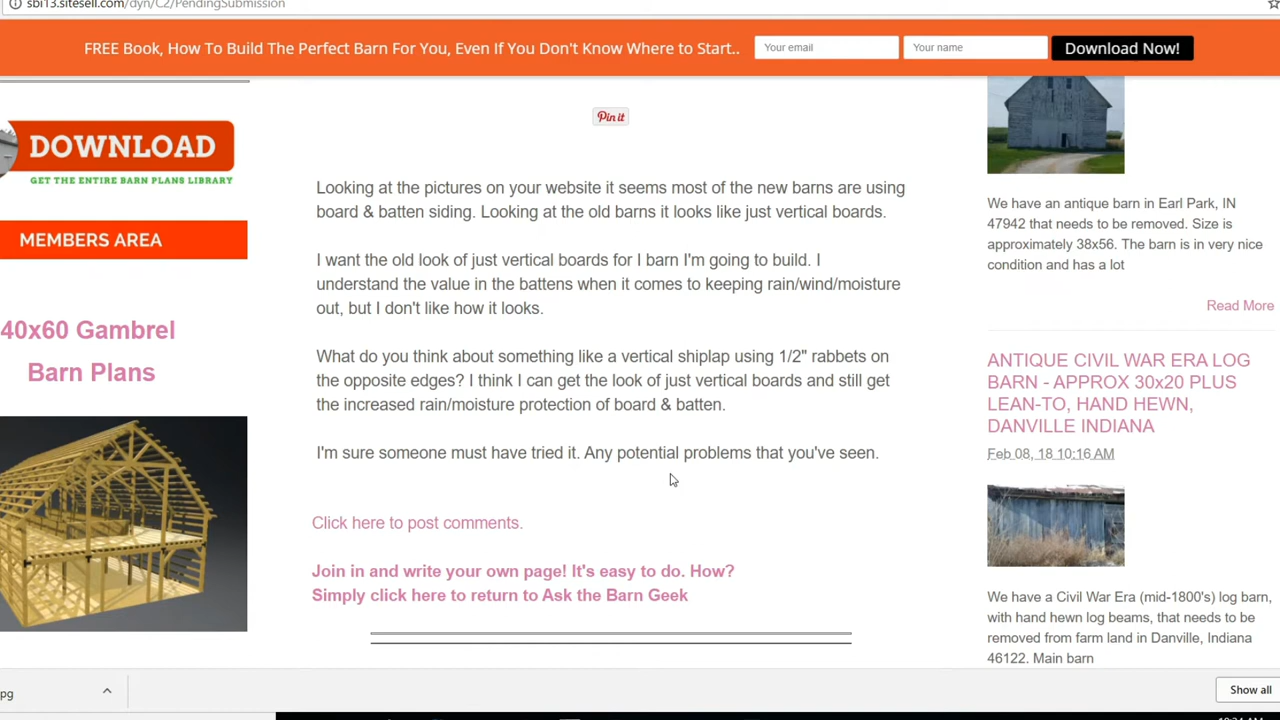 sbi13.sitesell.com/dyn/C2/PendingSubmission
FREE Book, How To Build The Perfect Barn For You, Even If You Don't Know Where to Start..
Your email
Your name
Download Now!
DOWNLOAD
GET THE ENTIRE BARN PLANS LIBRARY
MEMBERS AREA
40x60 Gambrel
Barn Plans
Pin it
Looking at the pictures on your website it seems most of the new barns are using
board & batten siding. Looking at the old barns it looks like just vertical boards.
I want the old look of just vertical boards for I barn I'm going to build. I
understand the value in the battens when it comes to keeping rain/wind/moisture
out, but I don't like how it looks.
What do you think about something like a vertical shiplap using 1/2" rabbets on
the opposite edges? I think I can get the look of just vertical boards and still get
the increased rain/moisture protection of board & batten.
I'm sure someone must have tried it. Any potential problems that you've seen.
Click here to post comments.
Join in and write your own page! It's easy to do. How?
Simply click here to return to Ask the Barn Geek
We have an antique barn in Earl Park, IN
47942 that needs to be removed. Size is
approximately 38x56. The barn is in very nice
condition and has a lot
Read More
ANTIQUE CIVIL WAR ERA LOG
BARN - APPROX 30x20 PLUS
LEAN-TO, HAND HEWN,
DANVILLE INDIANA
Feb 08, 18 10:16 AM
We have a Civil War Era (mid-1800's) log barn,
with hand hewn log beams, that needs to be
removed from farm land in Danville, Indiana
46122. Main barn
pg
Show all